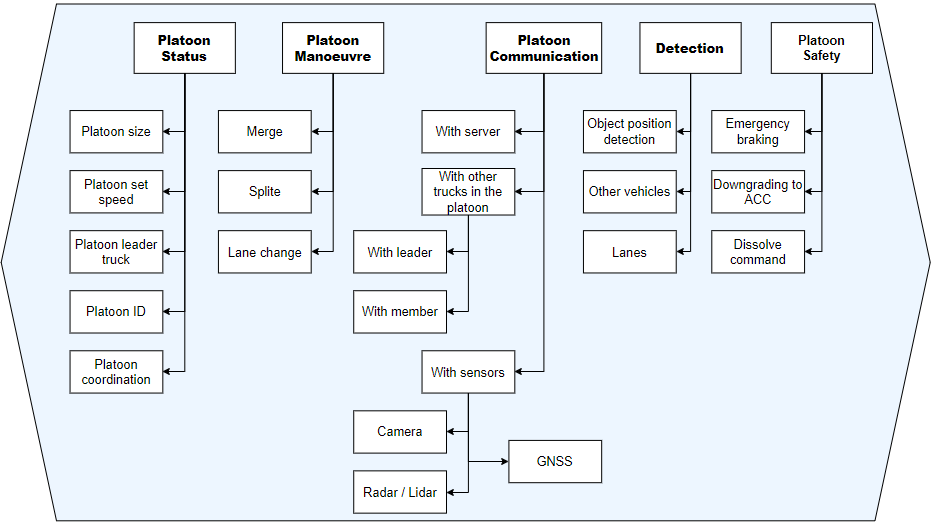 Platoon
Status
Platoon
Manoeuvre
Platoon
Communication
Detection
Platoon
Safety
Platoon size
Platoon set
speed
Platoon leader
truck
Platoon ID
Platoon
coordination
Merge
Splite
Lane change
With server
With other
trucks in the
platoon
With leader
With member
With sensors
Camera
GNSS
Radar / Lidar
Object position
detection
Other vehicles
Lanes
Emergency
braking
Downgrading to
ACC
Dissolve
command